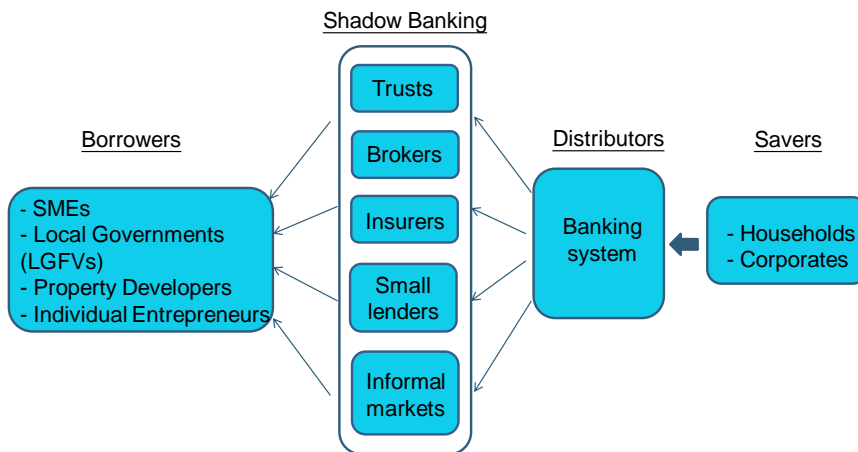 Shadow Banking
Trusts
Brokers
Insurers
Small
lenders
Informal
markets
Borrowers
- SMEs
- Local Governments
(LGFVs)
- Property Developers
- Individual Entrepreneurs
Distributors
Banking
system
Savers
- Households
- Corporates